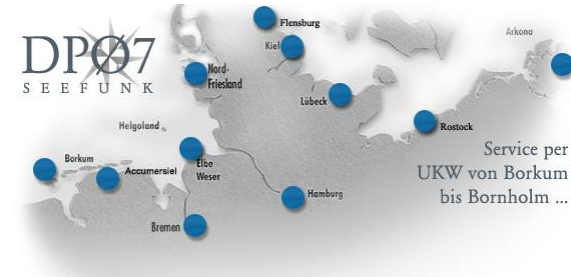 DPØ7
SEEFUNK
Flensburg
Kiel
Arkona
Nord-
Friesland
Lübeck
Helgoland
Rostock
Borkum
Accumersiel
Elbe
Weser
Hamburg
Bremen
Service per
UKW von Borkum
bis Bornholm ...